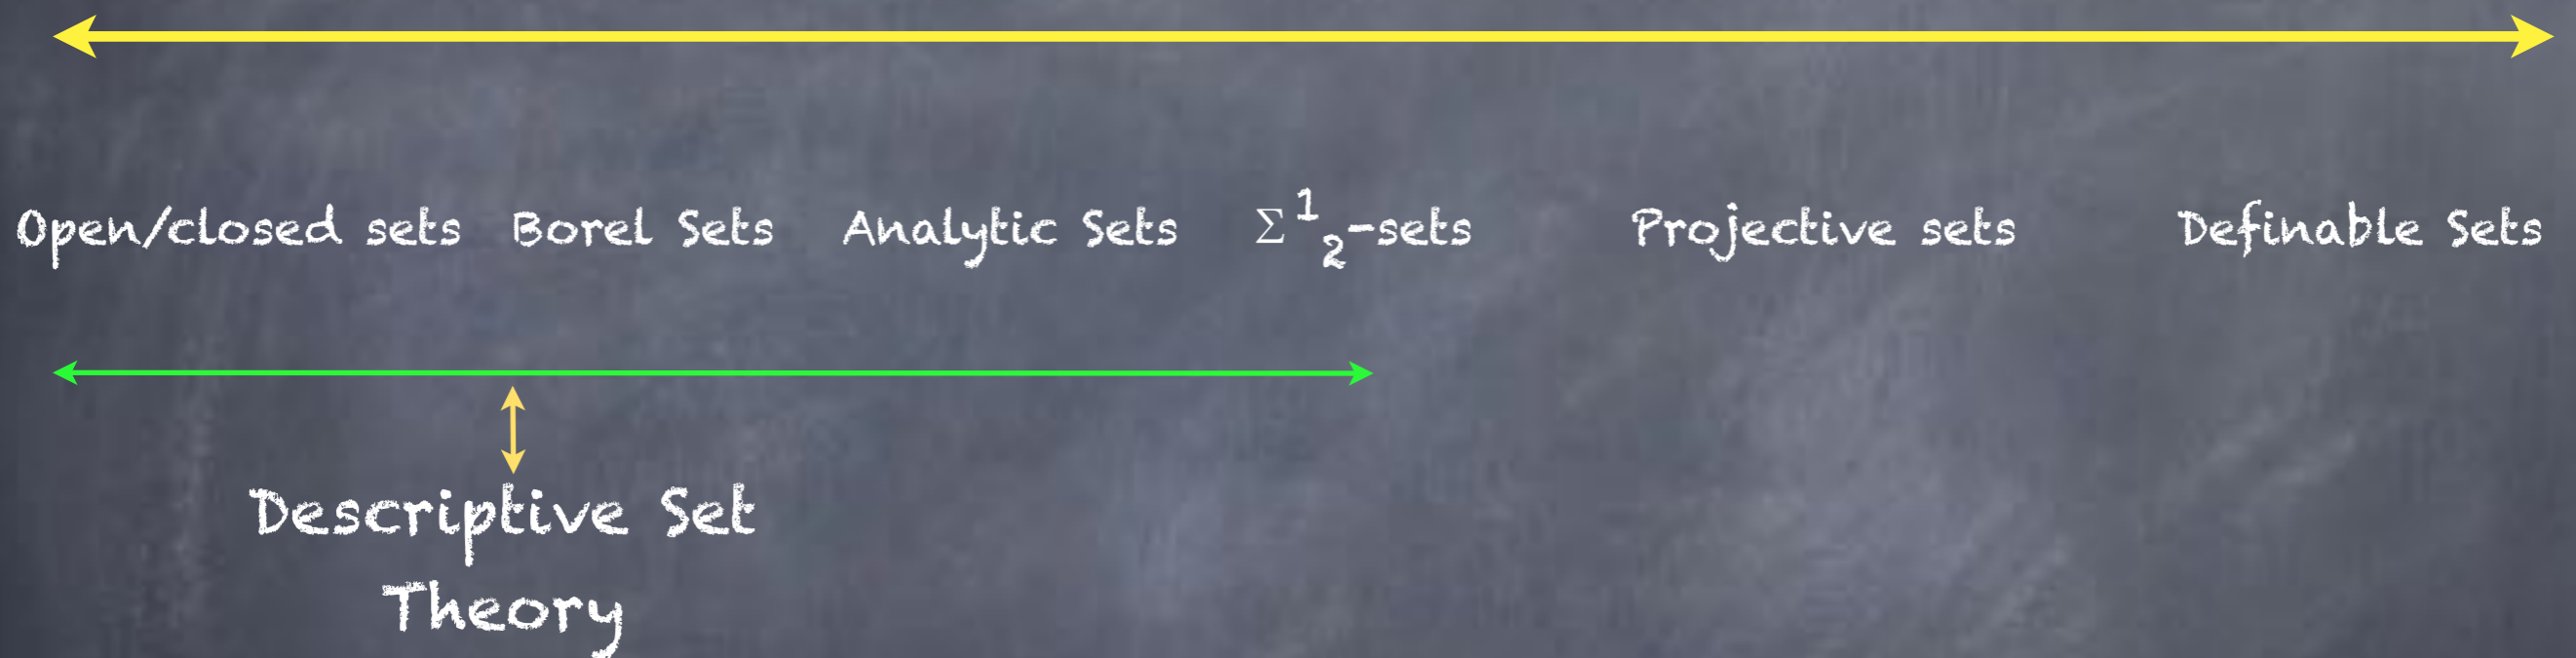 Open/closed sets Borel Sets Analytic Sets Σ¹₂-sets Projective sets Definable Sets
Descriptive Set
Theory